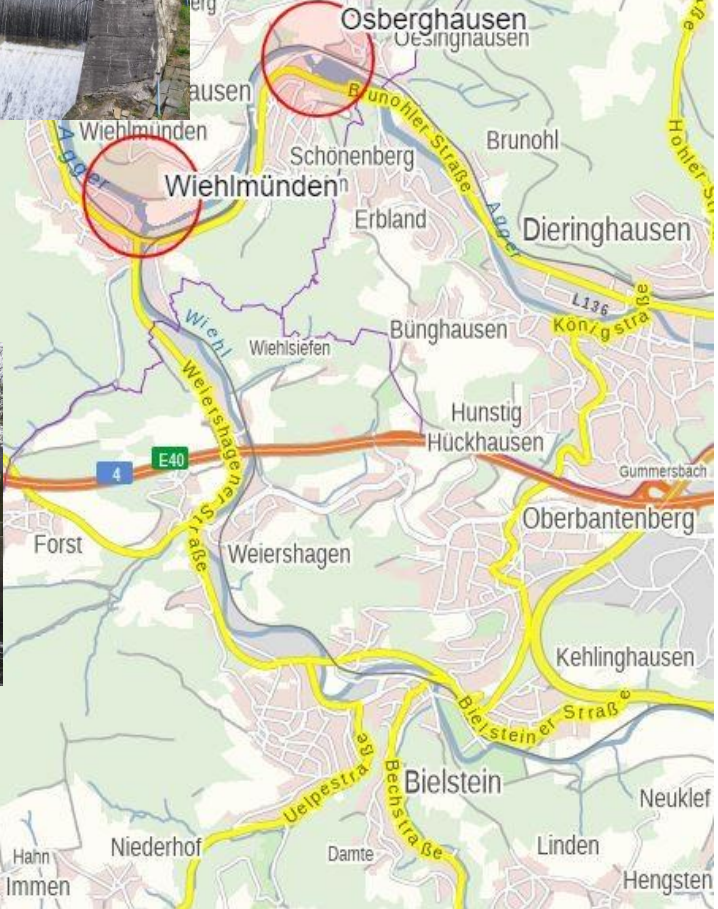 Osberghausen
Oesinghausen
ausen
Brunohler Straße
Agger
Wiehlmünden
Wiehlmünden
Schönenberg
Brunohl
Hohler Str
Erbland
Agger
Dieringhausen
L136
Königstraße
Wiehl
Wiehlsiefen
Bünghausen
Weiershagener Straße
Hunstig
Hückhausen
E40
4
Gummersbach
Oberbantenberg
Forst
Weiershagen
Kehlinghausen
Bielsteiner Straße
Bielstein
Uelpestraße
Bechstraße
Neuklef
Niederhof
Damte
Linden
Hahn
Immen
Hengsten